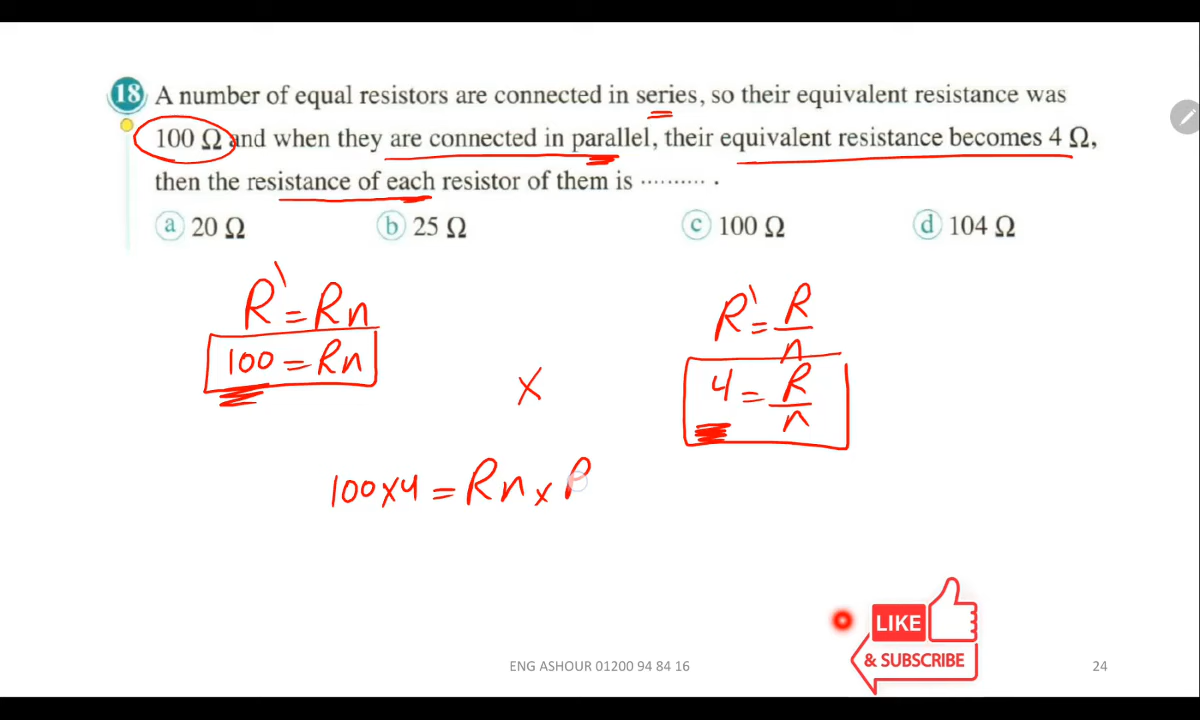 18 A number of equal resistors are connected in series, so their equivalent resistance was
100 Ω and when they are connected in parallel, their equivalent resistance becomes 4 Ω,
then the resistance of each resistor of them is .......... .
a 20 Ω b 25 Ω c 100 Ω d 104 Ω
R' = Rn
100 = Rn
×
R' = R/n
4 = R/n
100×4 = Rn × R
LIKE
& SUBSCRIBE
ENG ASHOUR 01200 94 84 16
24